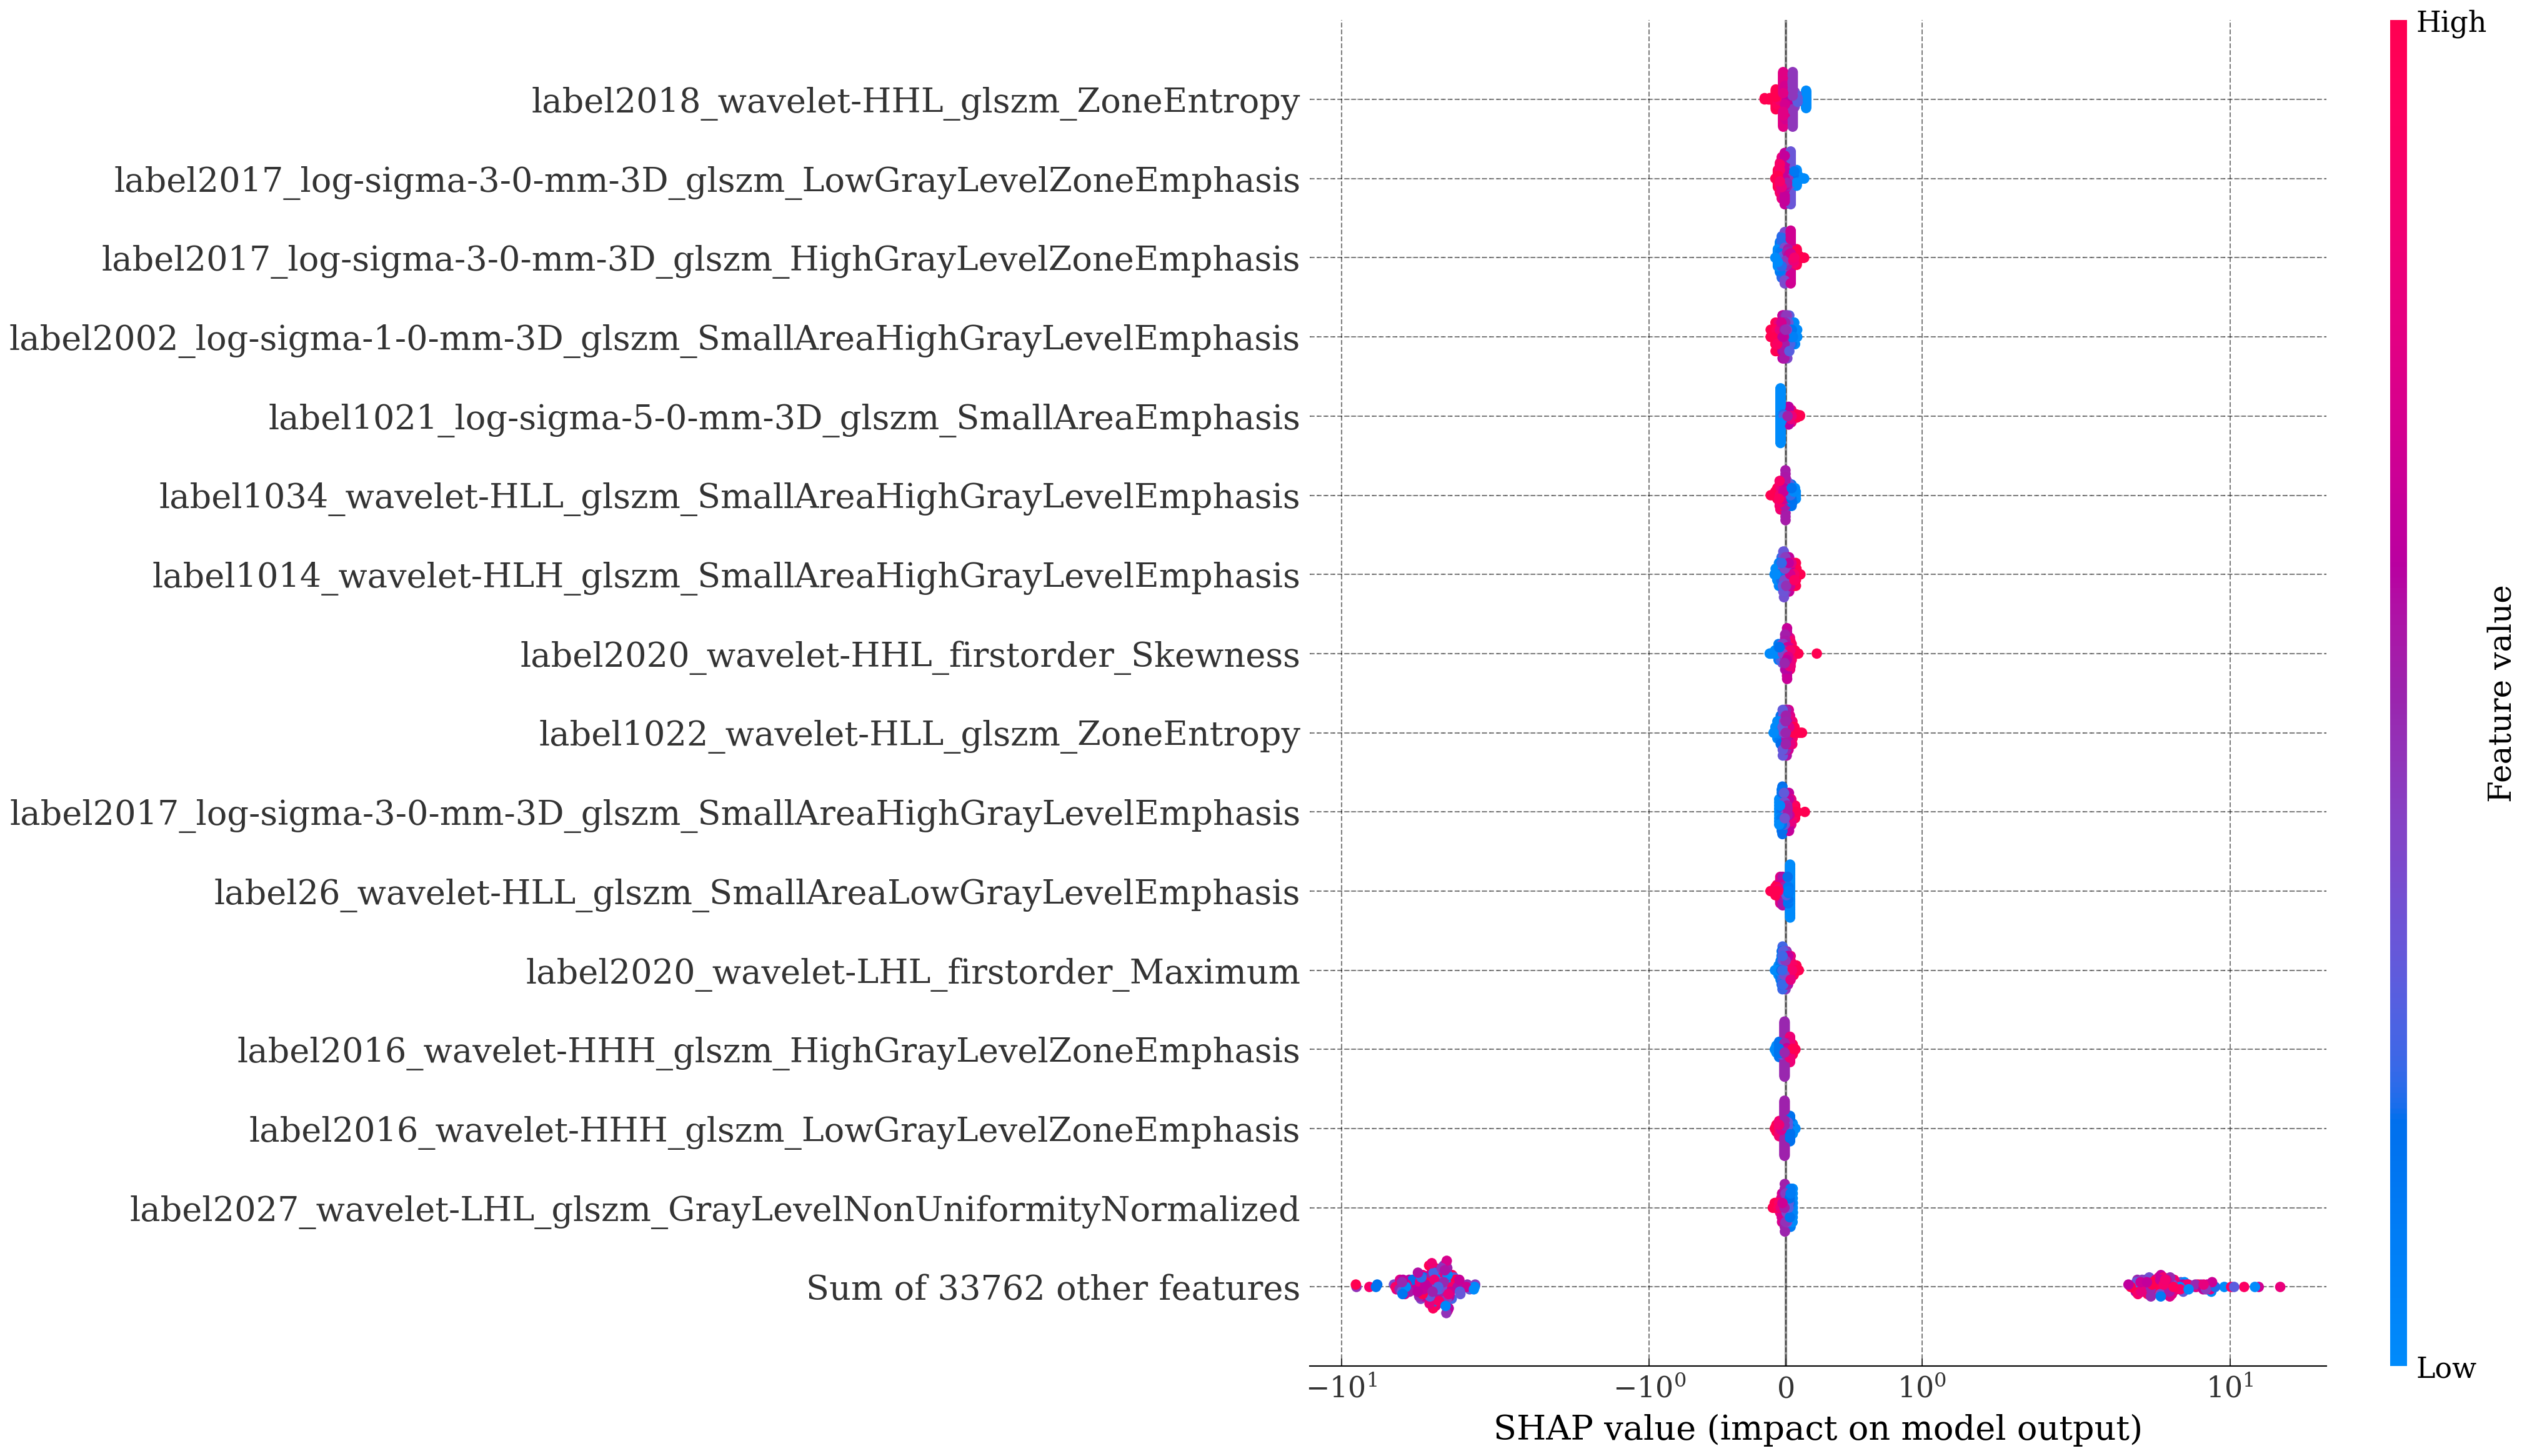 High
label2018_wavelet-HHL_glszm_ZoneEntropy
label2017_log-sigma-3-0-mm-3D_glszm_LowGrayLevelZoneEmphasis
label2017_log-sigma-3-0-mm-3D_glszm_HighGrayLevelZoneEmphasis
label2002_log-sigma-1-0-mm-3D_glszm_SmallAreaHighGrayLevelEmphasis
label1021_log-sigma-5-0-mm-3D_glszm_SmallAreaEmphasis
label1034_wavelet-HLL_glszm_SmallAreaHighGrayLevelEmphasis
label1014_wavelet-HLH_glszm_SmallAreaHighGrayLevelEmphasis
label2020_wavelet-HHL_firstorder_Skewness
label1022_wavelet-HLL_glszm_ZoneEntropy
label2017_log-sigma-3-0-mm-3D_glszm_SmallAreaHighGrayLevelEmphasis
label26_wavelet-HLL_glszm_SmallAreaLowGrayLevelEmphasis
label2020_wavelet-LHL_firstorder_Maximum
label2016_wavelet-HHH_glszm_HighGrayLevelZoneEmphasis
label2016_wavelet-HHH_glszm_LowGrayLevelZoneEmphasis
label2027_wavelet-LHL_glszm_GrayLevelNonUniformityNormalized
Sum of 33762 other features
Feature value
Low
−10¹ −10⁰ 0 10⁰ 10¹
SHAP value (impact on model output)